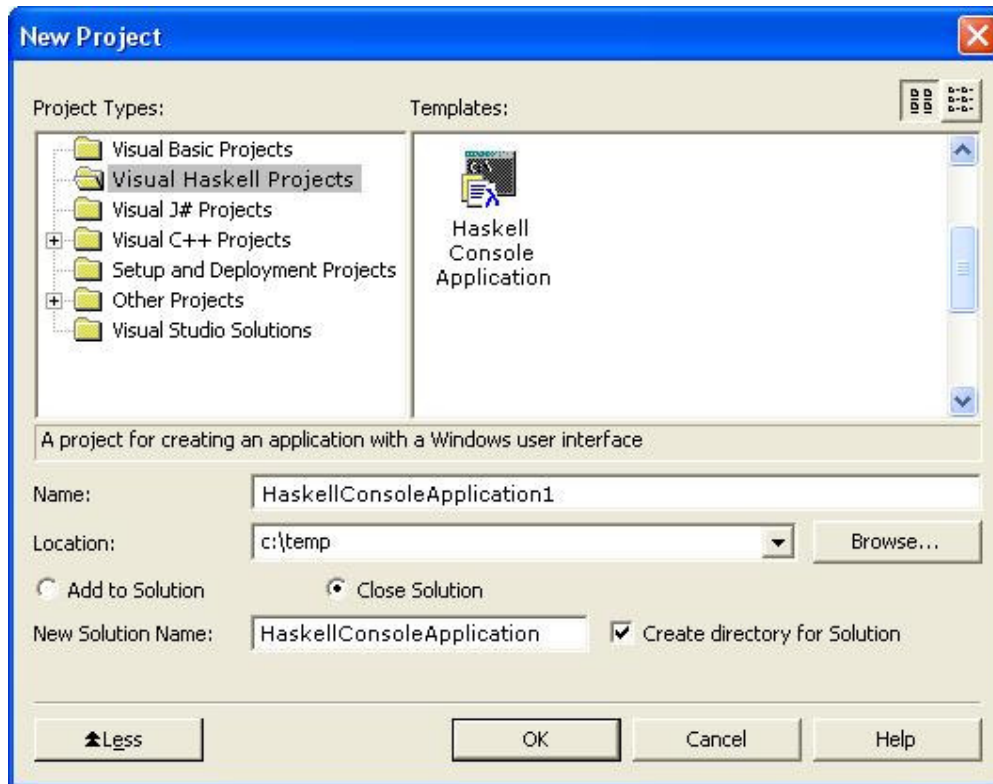 New Project
Project Types:
Templates:
Visual Basic Projects
Visual Haskell Projects
Visual J# Projects
Visual C++ Projects
Setup and Deployment Projects
Other Projects
Visual Studio Solutions
Haskell
Console
Application
A project for creating an application with a Windows user interface
Name:
HaskellConsoleApplication1
Location:
c:\temp
Browse...
Add to Solution
Close Solution
New Solution Name:
HaskellConsoleApplication
Create directory for Solution
Less
OK
Cancel
Help